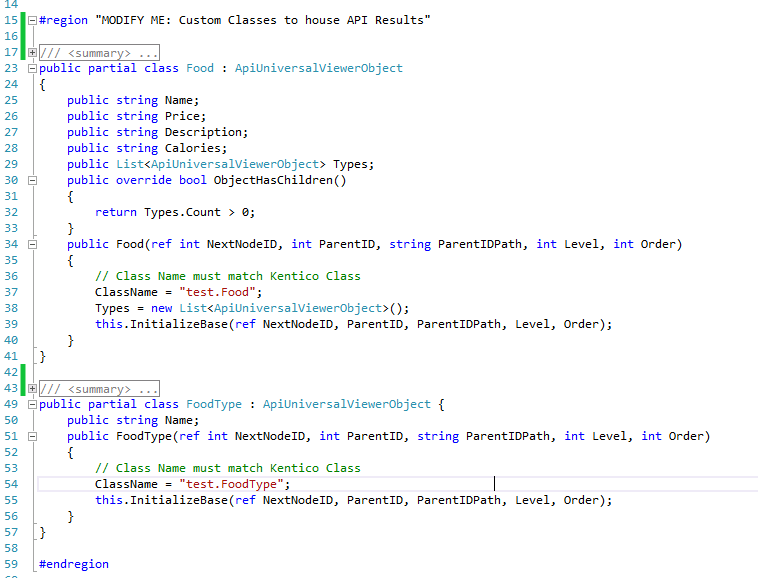 14
15 #region "MODIFY ME: Custom Classes to house API Results"
16
17 /// <summary> ...
23 public partial class Food : ApiUniversalViewerObject
24 {
25     public string Name;
26     public string Price;
27     public string Description;
28     public string Calories;
29     public List<ApiUniversalViewerObject> Types;
30     public override bool ObjectHasChildren()
31     {
32         return Types.Count > 0;
33     }
34     public Food(ref int NextNodeID, int ParentID, string ParentIDPath, int Level, int Order)
35     {
36         // Class Name must match Kentico Class
37         ClassName = "test.Food";
38         Types = new List<ApiUniversalViewerObject>();
39         this.InitializeBase(ref NextNodeID, ParentID, ParentIDPath, Level, Order);
40     }
41 }
42
43 /// <summary> ...
49 public partial class FoodType : ApiUniversalViewerObject {
50     public string Name;
51     public FoodType(ref int NextNodeID, int ParentID, string ParentIDPath, int Level, int Order)
52     {
53         // Class Name must match Kentico Class
54         ClassName = "test.FoodType";
55         this.InitializeBase(ref NextNodeID, ParentID, ParentIDPath, Level, Order);
56     }
57 }
58
59 #endregion